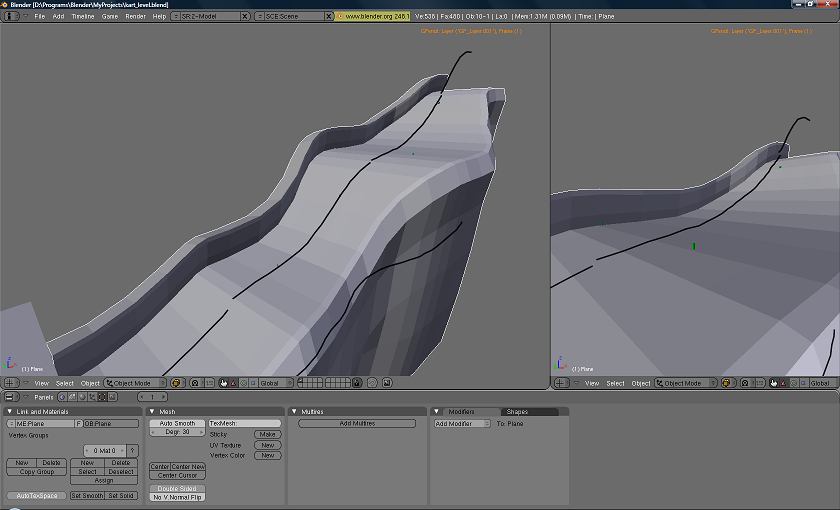 Blender [D:\Programs\Blender\MyProjects\kart_level.blend]
File Add Timeline Game Render Help SR:2-Model SCE:Scene www.blender.org 246.1 Ve:536 | Fa:480 | Ob:10-1 | La:0 | Mem:1.31M (0.09M) | Time: | Plane
GPencil: Layer ("GP_Layer.001"), Plane (1)
GPencil: Layer ("GP_Layer.001"), Plane (1)
(1) Plane
(1) Plane
View Select Object Object Mode Global
View Select Object Object Mode Global
Panels 1
Link and Materials
ME:Plane F OB:Plane
Vertex Groups
0 Mat 0 ?
New Delete New Delete
Copy Group Select Deselect
Assign
AutoTexSpace Set Smooth Set Solid
Mesh
Auto Smooth
Degr: 30
TexMesh:
Sticky Make
UV Texture New
Vertex Color New
Center Center New
Center Cursor
Double Sided
No V.Normal Flip
Multires
Add Multires
Modifiers Shapes
Add Modifier To: Plane